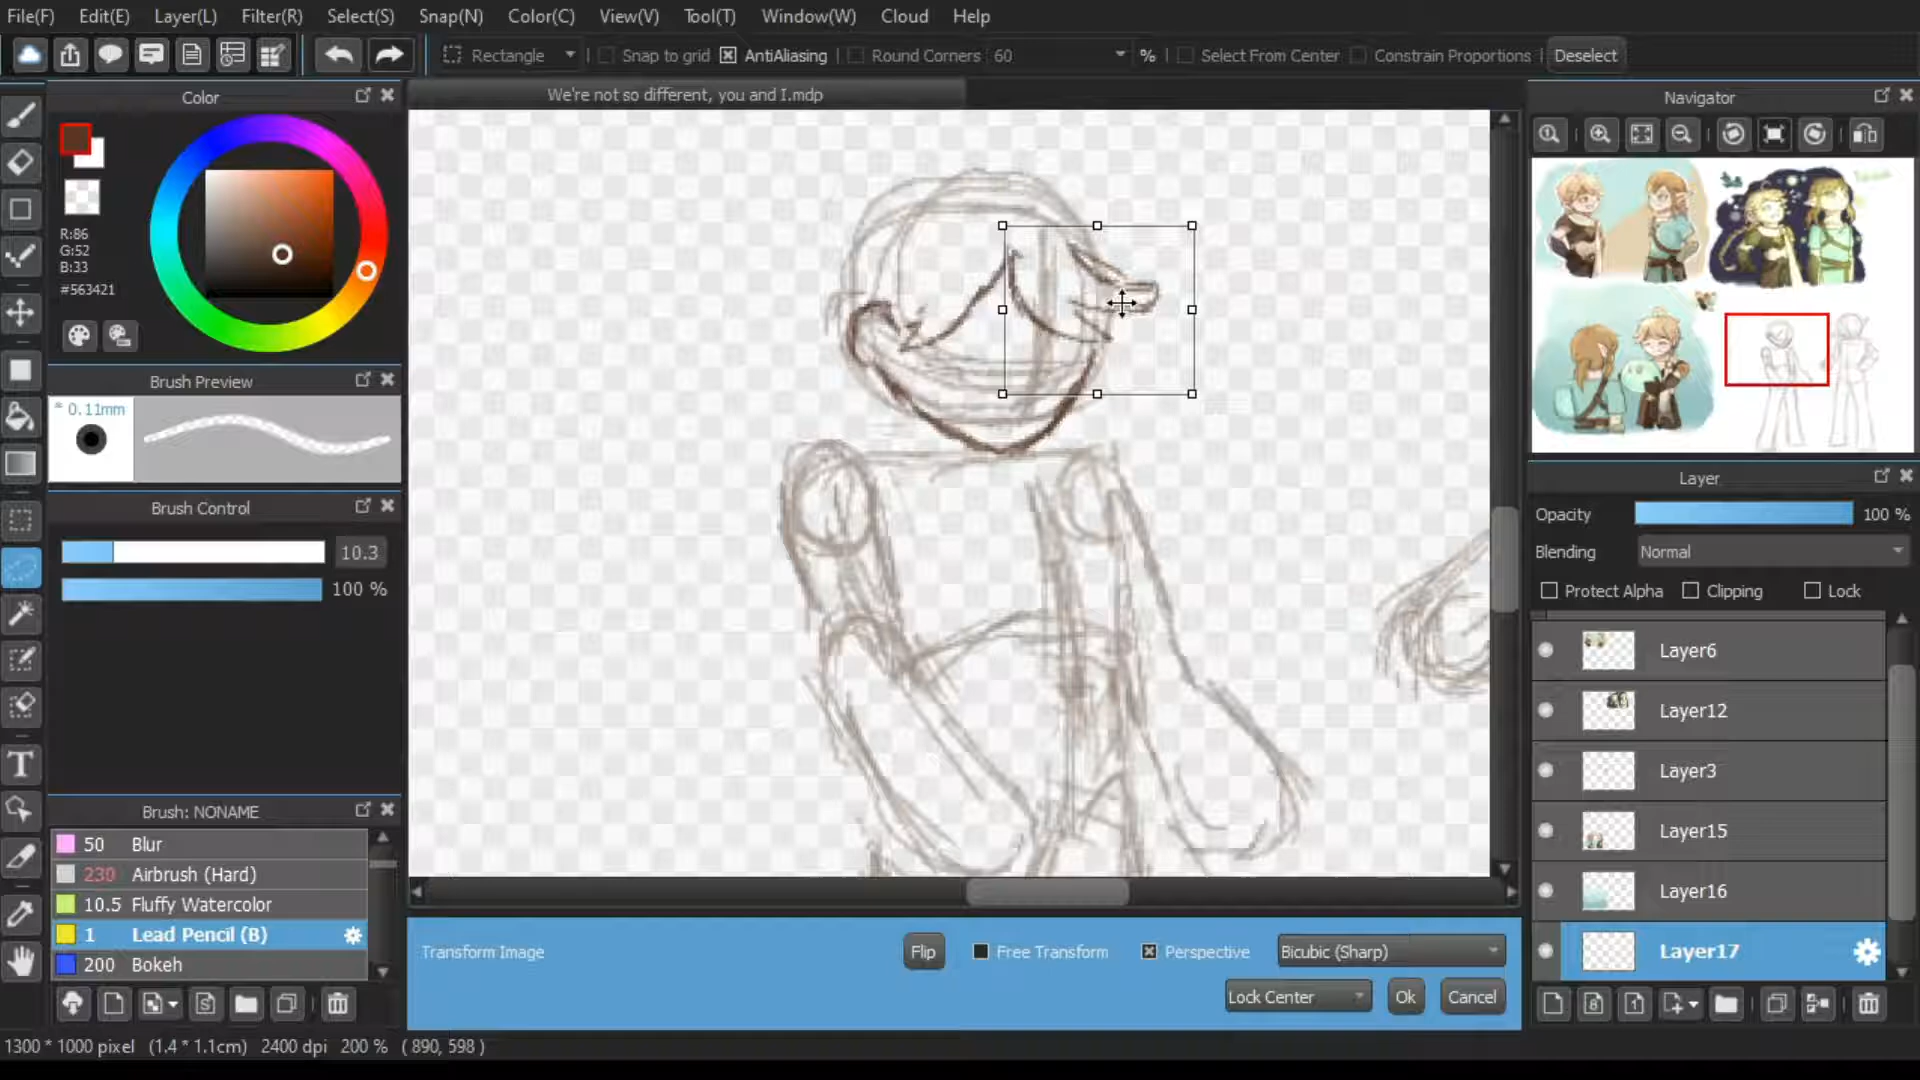 File(F) Edit(E) Layer(L) Filter(R) Select(S) Snap(N) Color(C) View(V) Tool(T) Window(W) Cloud Help
Rectangle Snap to grid AntiAliasing Round Corners 60 % Select From Center Constrain Proportions Deselect
Color
We're not so different, you and I.mdp
Navigator
R:86
G:52
B:33
#563421
Brush Preview
* 0.11mm
Layer
Opacity 100 %
Blending Normal
Protect Alpha Clipping Lock
Brush Control
10.3
100 %
Layer6
Layer12
Layer3
Layer15
Layer16
Layer17
Brush: NONAME
50 Blur
230 Airbrush (Hard)
10.5 Fluffy Watercolor
1 Lead Pencil (B)
200 Bokeh
Transform Image Flip Free Transform Perspective Bicubic (Sharp)
Lock Center Ok Cancel
1300 * 1000 pixel (1.4 * 1.1cm) 2400 dpi 200 % ( 890, 598 )